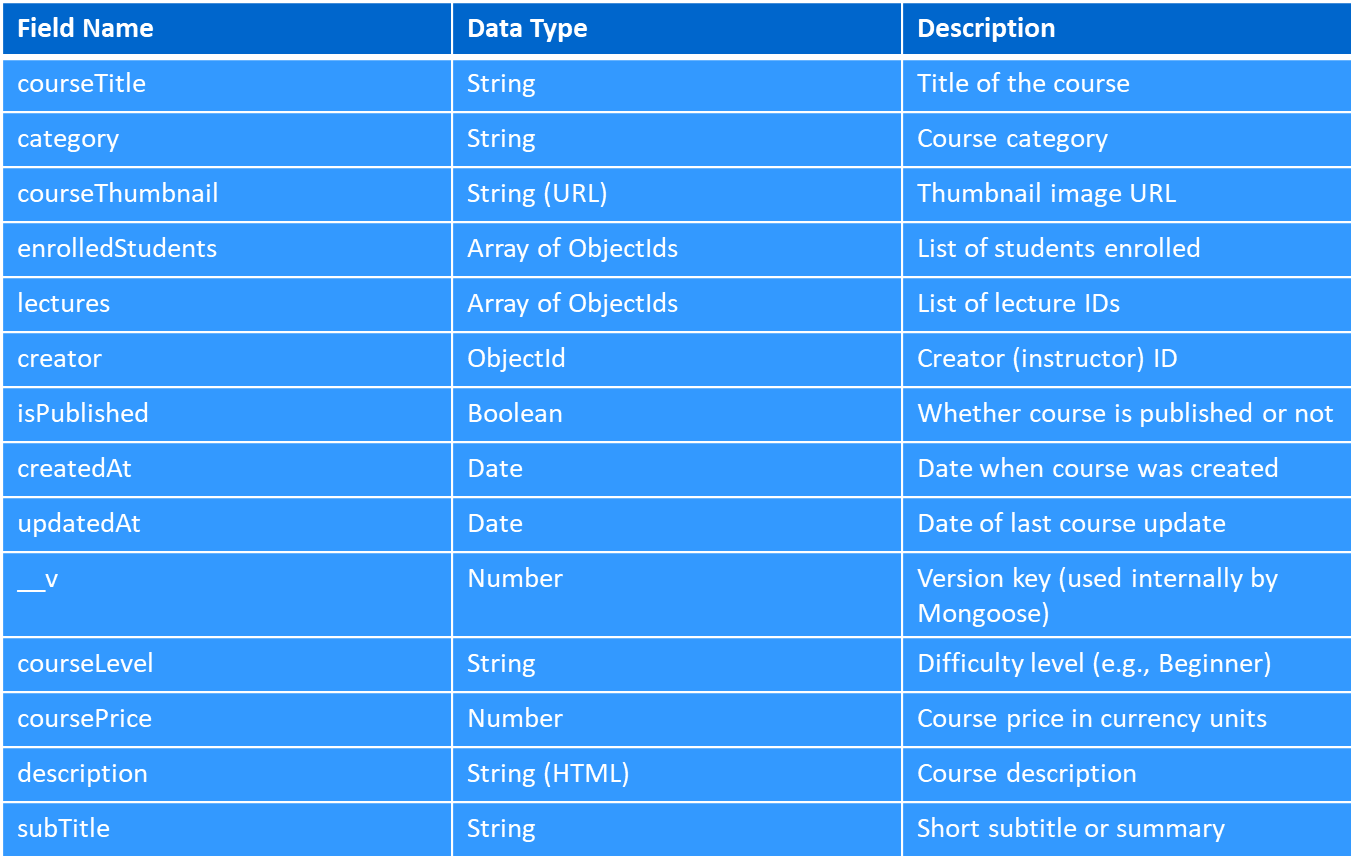 Field Name Data Type Description
courseTitle String Title of the course
category String Course category
courseThumbnail String (URL) Thumbnail image URL
enrolledStudents Array of ObjectIds List of students enrolled
lectures Array of ObjectIds List of lecture IDs
creator ObjectId Creator (instructor) ID
isPublished Boolean Whether course is published or not
createdAt Date Date when course was created
updatedAt Date Date of last course update
__v Number Version key (used internally by
Mongoose)
courseLevel String Difficulty level (e.g., Beginner)
coursePrice Number Course price in currency units
description String (HTML) Course description
subTitle String Short subtitle or summary